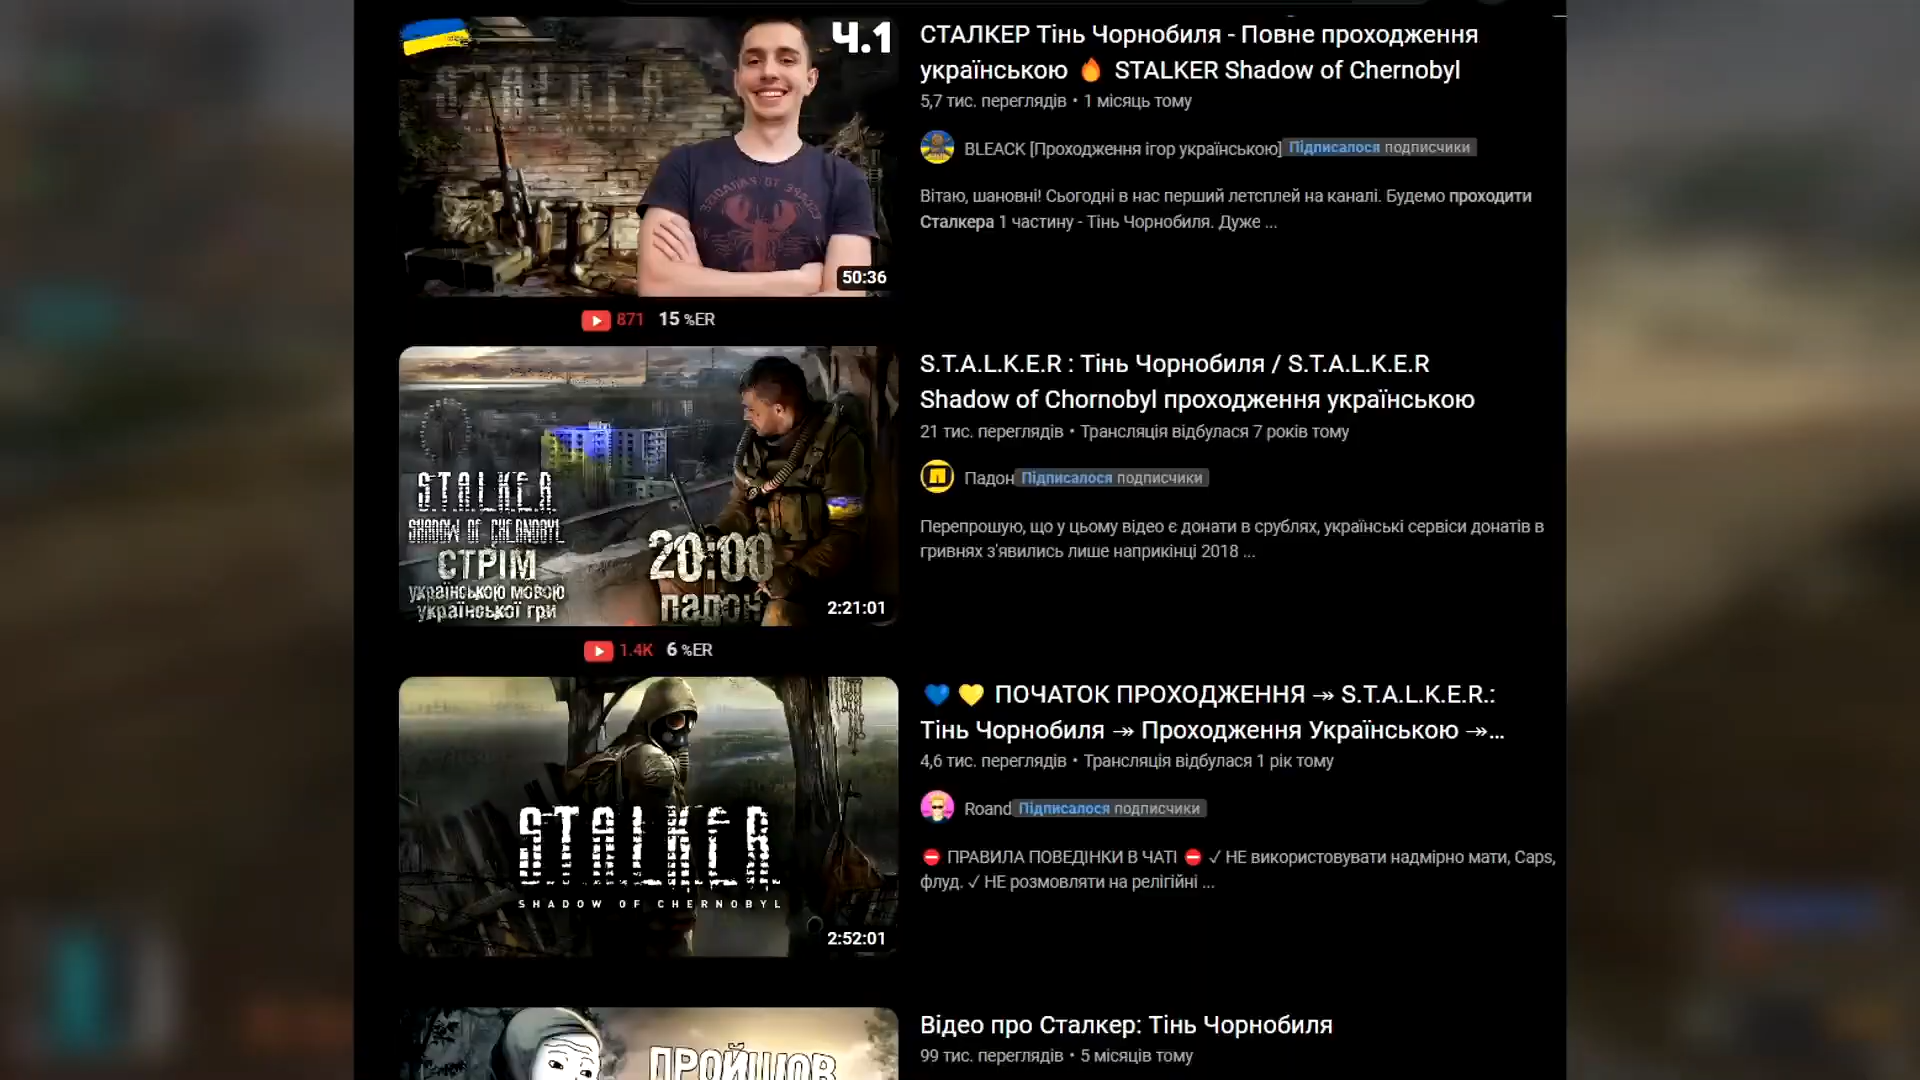 Ч.1
50:36
СТАЛКЕР Тінь Чорнобиля - Повне проходження
українською 🔥 STALKER Shadow of Chernobyl
5,7 тис. переглядів • 1 місяць тому
BLEACK [Проходження ігор українською] Підписалося подписчики
Вітаю, шановні! Сьогодні в нас перший летсплей на каналі. Будемо проходити
Сталкера 1 частину - Тінь Чорнобиля. Дуже ...
871 15 %ER
S.T.A.L.K.E.R.
SHADOW OF CHERNOBYL
СТРІМ
українською мовою
української гри
20:00
падон
2:21:01
S.T.A.L.K.E.R : Тінь Чорнобиля / S.T.A.L.K.E.R
Shadow of Chornobyl проходження українською
21 тис. переглядів • Трансляція відбулася 7 років тому
Падон Підписалося подписчики
Перепрошую, що у цьому відео є донати в срублях, українські сервіси донатів в
гривнях з'явились лише наприкінці 2018 ...
1.4K 6 %ER
S.T.A.L.K.E.R.
SHADOW OF CHERNOBYL
2:52:01
💙 💛 ПОЧАТОК ПРОХОДЖЕННЯ ↠ S.T.A.L.K.E.R.:
Тінь Чорнобиля ↠ Проходження Українською ↠...
4,6 тис. переглядів • Трансляція відбулася 1 рік тому
Roand Підписалося подписчики
⛔ ПРАВИЛА ПОВЕДІНКИ В ЧАТІ ⛔ ✓ НЕ використовувати надмірно мати, Caps,
флуд. ✓ НЕ розмовляти на релігійні ...
ПРОЙШОВ
Відео про Сталкер: Тінь Чорнобиля
99 тис. переглядів • 5 місяців тому